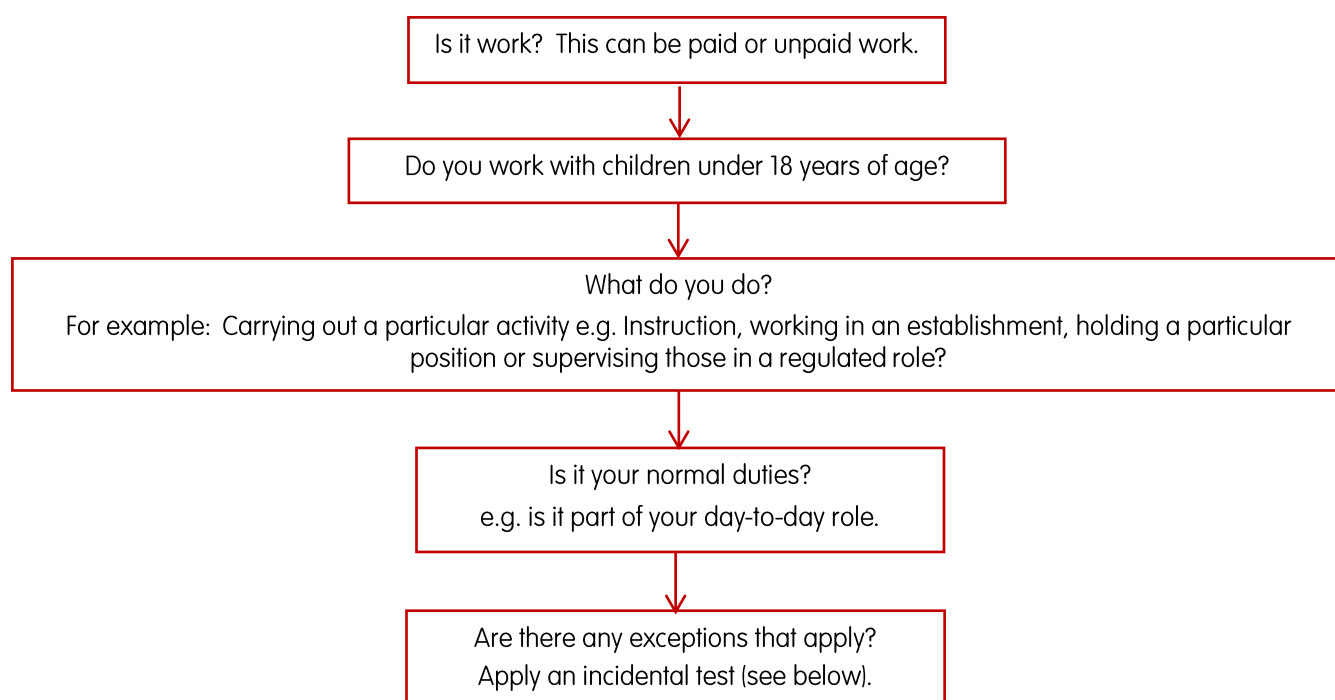 Is it work?  This can be paid or unpaid work.
Do you work with children under 18 years of age?
What do you do?
For example:  Carrying out a particular activity e.g. Instruction, working in an establishment, holding a particular
position or supervising those in a regulated role?
Is it your normal duties?
e.g. is it part of your day-to-day role.
Are there any exceptions that apply?
Apply an incidental test (see below).